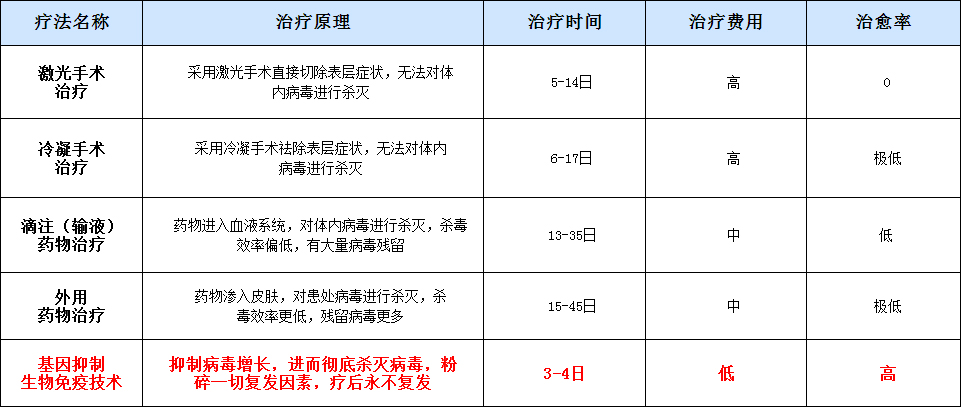 疗法名称 治疗原理 治疗时间 治疗费用 治愈率
激光手术
治疗
采用激光手术直接切除表层症状，无法对体
内病毒进行杀灭
5-14日
高
0
冷凝手术
治疗
采用冷凝手术祛除表层症状，无法对体内
病毒进行杀灭
6-17日
高
极低
滴注（输液）
药物治疗
药物进入血液系统，对体内病毒进行杀灭，杀毒
效率偏低，有大量病毒残留
13-35日
中
低
外用
药物治疗
药物渗入皮肤，对患处病毒进行杀灭，杀
毒效率更低，残留病毒更多
15-45日
中
极低
基因抑制
生物免疫技术
抑制病毒增长，进而彻底杀灭病毒，粉
碎一切复发因素，疗后永不复发
3-4日
低
高